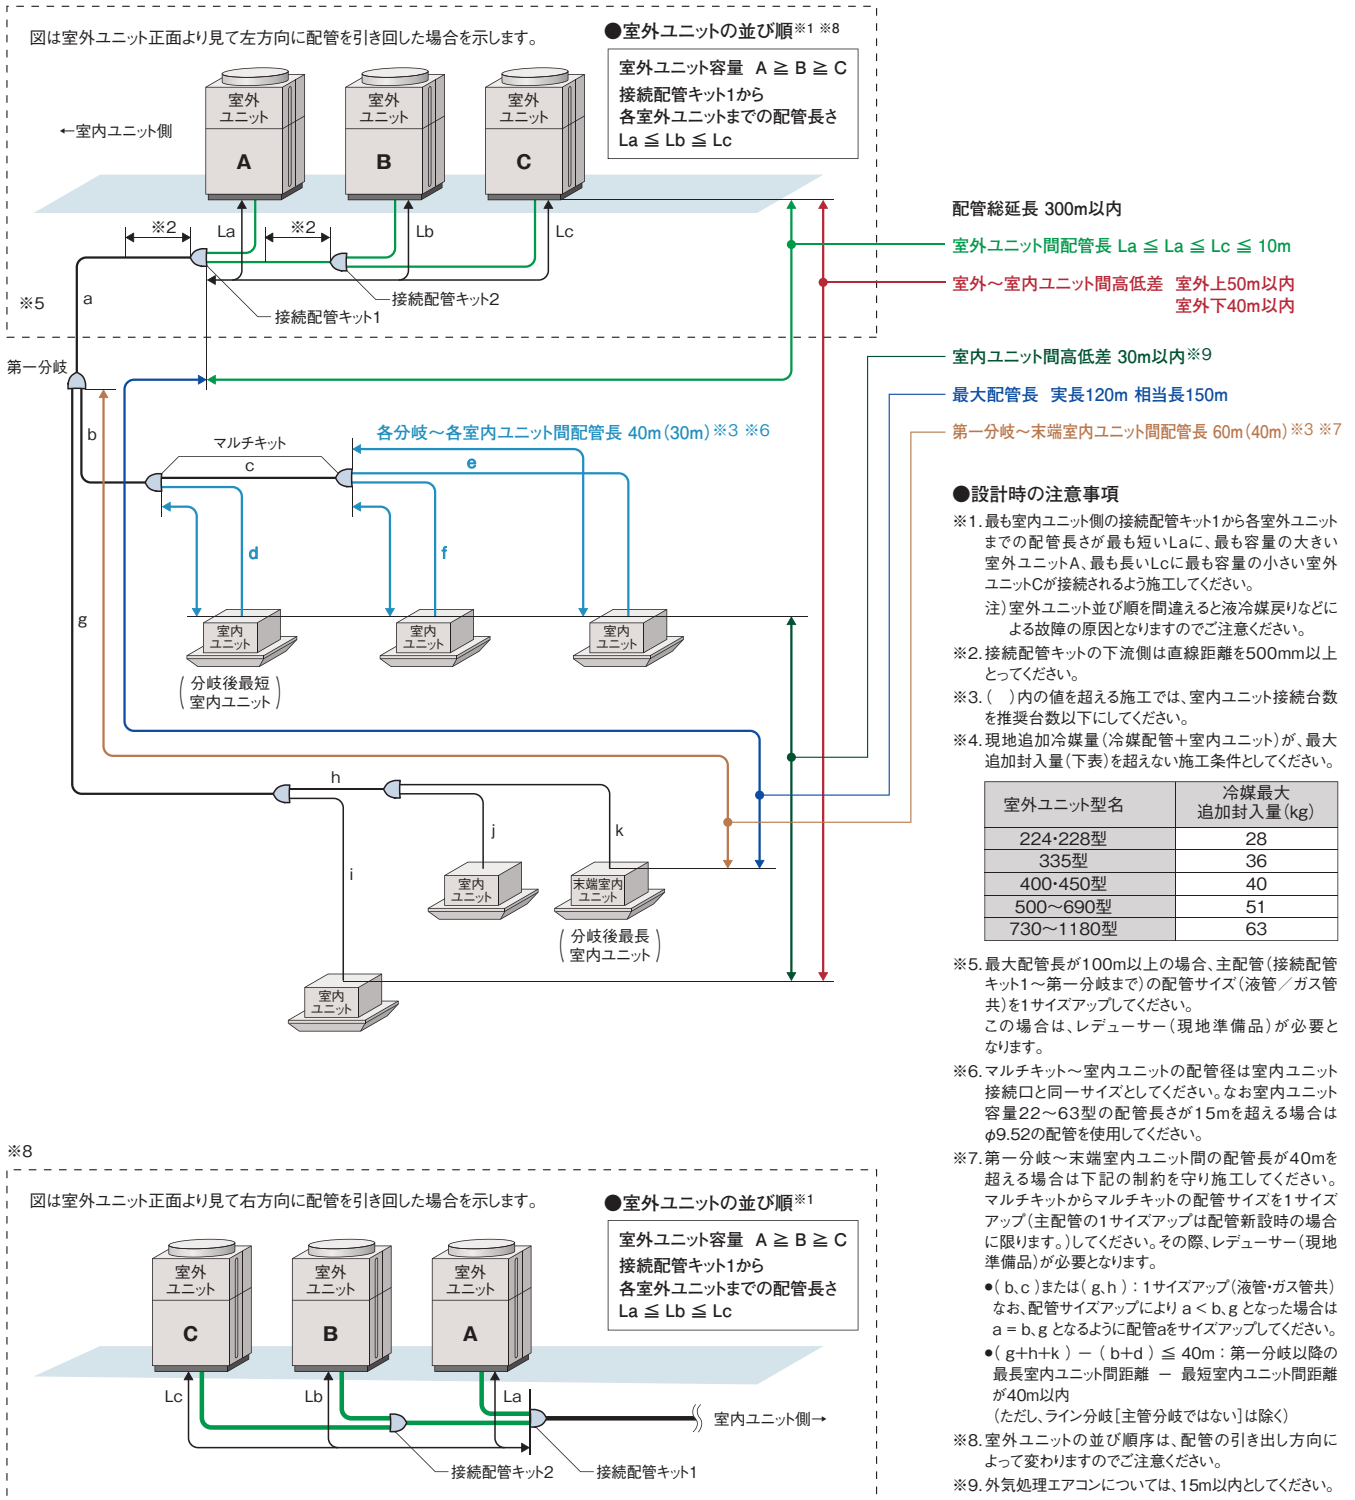 図は室外ユニット正面より見て左方向に配管を引き回した場合を示します。
●室外ユニットの並び順※1 ※8
室外ユニット容量 A ≧ B ≧ C
接続配管キット1から
各室外ユニットまでの配管長さ
La ≦ Lb ≦ Lc
室外
ユニット
A
室外
ユニット
B
室外
ユニット
C
←室内ユニット側
※2
La
※2
Lb
Lc
a
※5
接続配管キット2
接続配管キット1
第一分岐
配管総延長 300m以内
室外ユニット間配管長 La ≦ La ≦ Lc ≦ 10m
室外〜室内ユニット間高低差 室外上50m以内
室外下40m以内
室内ユニット間高低差 30m以内※9
最大配管長 実長120m 相当長150m
第一分岐〜末端室内ユニット間配管長 60m(40m)※3 ※7
b
マルチキット
c
各分岐〜各室内ユニット間配管長 40m(30m)※3 ※6
e
d
f
g
室内
ユニット
室内
ユニット
室内
ユニット
(分岐後最短
室内ユニット)
h
j
k
i
室内
ユニット
末端室内
ユニット
(分岐後最長
室内ユニット)
室内
ユニット
●設計時の注意事項
※1.最も室内ユニット側の接続配管キット1から各室外ユニット
までの配管長さが最も短いLaに、最も容量の大きい
室外ユニットA、最も長いLcに最も容量の小さい室外
ユニットCが接続されるよう施工してください。
注)室外ユニット並び順を間違えると液冷媒戻りなどに
よる故障の原因となりますのでご注意ください。
※2.接続配管キットの下流側は直線距離を500mm以上
とってください。
※3.( )内の値を超える施工では、室内ユニット接続台数
を推奨台数以下にしてください。
※4.現地追加冷媒量(冷媒配管+室内ユニット)が、最大
追加封入量(下表)を超えない施工条件としてください。
室外ユニット型名 冷媒最大
追加封入量(kg)
224・228型 28
335型 36
400・450型 40
500〜690型 51
730〜1180型 63
※5.最大配管長が100m以上の場合、主配管(接続配管
キット1〜第一分岐まで)の配管サイズ(液管/ガス管
共)を1サイズアップしてください。
この場合は、レデューサー(現地準備品)が必要と
なります。
※6.マルチキット〜室内ユニットの配管径は室内ユニット
接続口と同一サイズとしてください。なお室内ユニット
容量22〜63型の配管長さが15mを超える場合は
φ9.52の配管を使用してください。
※7.第一分岐〜末端室内ユニット間の配管長が40mを
超える場合は下記の制約を守り施工してください。
マルチキットからマルチキットの配管サイズを1サイズ
アップ(主配管の1サイズアップは配管新設時の場合
に限ります。)してください。その際、レデューサー(現地
準備品)が必要となります。
●( b,c )または( g,h ) : 1サイズアップ(液管・ガス管共)
なお、配管サイズアップにより a < b,g となった場合は
a = b,g となるように配管aをサイズアップしてください。
●( g+h+k ) − ( b+d ) ≦ 40m : 第一分岐以降の
最長室内ユニット間距離 − 最短室内ユニット間距離
が40m以内
(ただし、ライン分岐[主管分岐ではない]は除く)
※8.室外ユニットの並び順序は、配管の引き出し方向に
よって変わりますのでご注意ください。
※9.外気処理エアコンについては、15m以内としてください。
※8
図は室外ユニット正面より見て右方向に配管を引き回した場合を示します。
●室外ユニットの並び順※1
室外ユニット容量 A ≧ B ≧ C
接続配管キット1から
各室外ユニットまでの配管長さ
La ≦ Lb ≦ Lc
室外
ユニット
C
室外
ユニット
B
室外
ユニット
A
Lc
Lb
La
室内ユニット側→
接続配管キット2
接続配管キット1